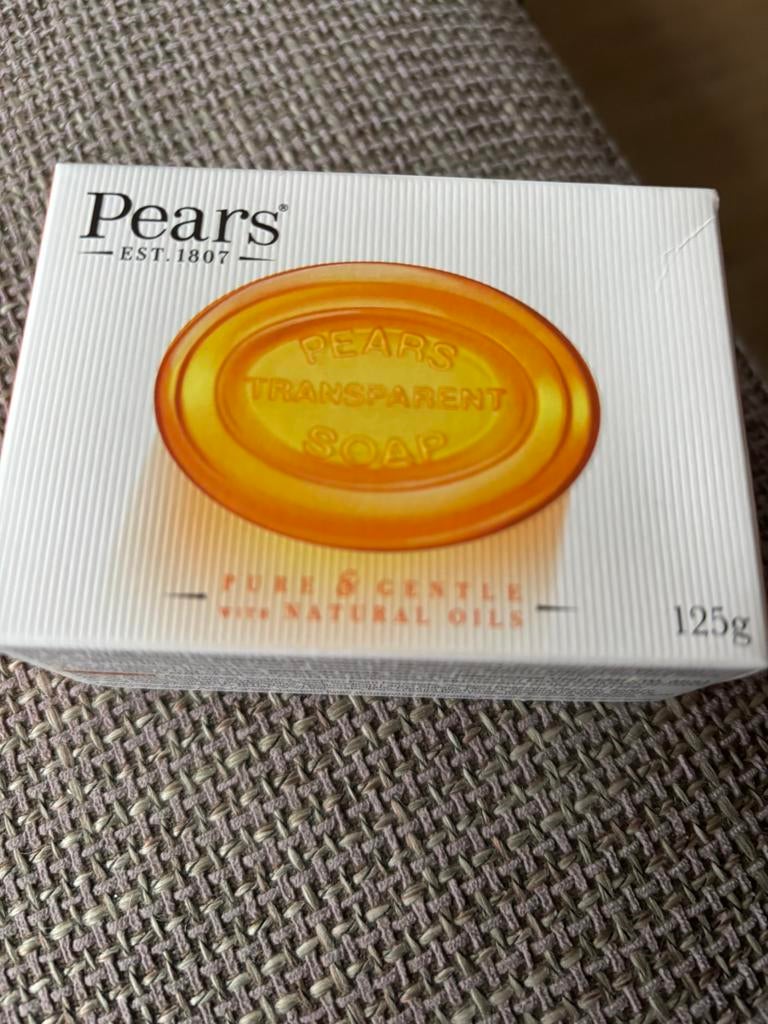 Pears®
EST. 1807
PEARS
TRANSPARENT
SOAP
PURE & GENTLE
WITH NATURAL OILS
125g